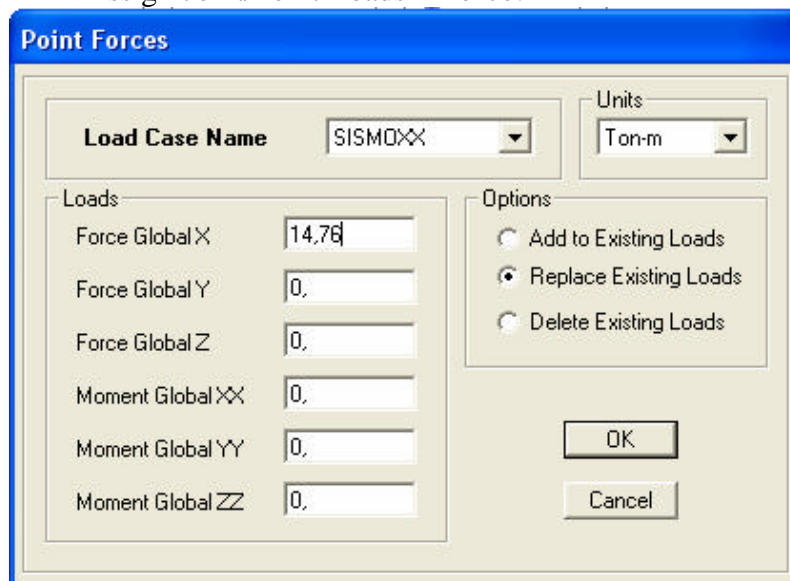 Point Forces
Load Case Name SISMOXX
Units
Ton-m
Loads
Force Global X 14,76
Force Global Y 0,
Force Global Z 0,
Moment Global XX 0,
Moment Global YY 0,
Moment Global ZZ 0,
Options
Add to Existing Loads
Replace Existing Loads
Delete Existing Loads
OK
Cancel